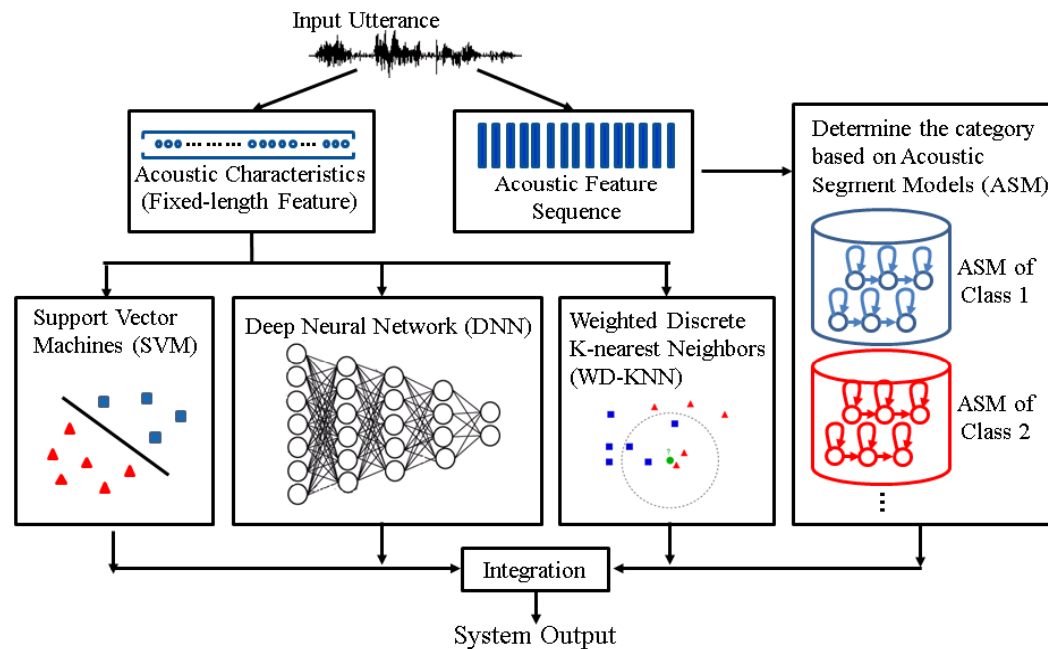 Input Utterance
Acoustic Characteristics
(Fixed-length Feature)
Acoustic Feature
Sequence
Determine the category
based on Acoustic
Segment Models (ASM)
ASM of
Class 1
ASM of
Class 2
Support Vector
Machines (SVM)
Deep Neural Network (DNN)
Weighted Discrete
K-nearest Neighbors
(WD-KNN)
?
Integration
System Output